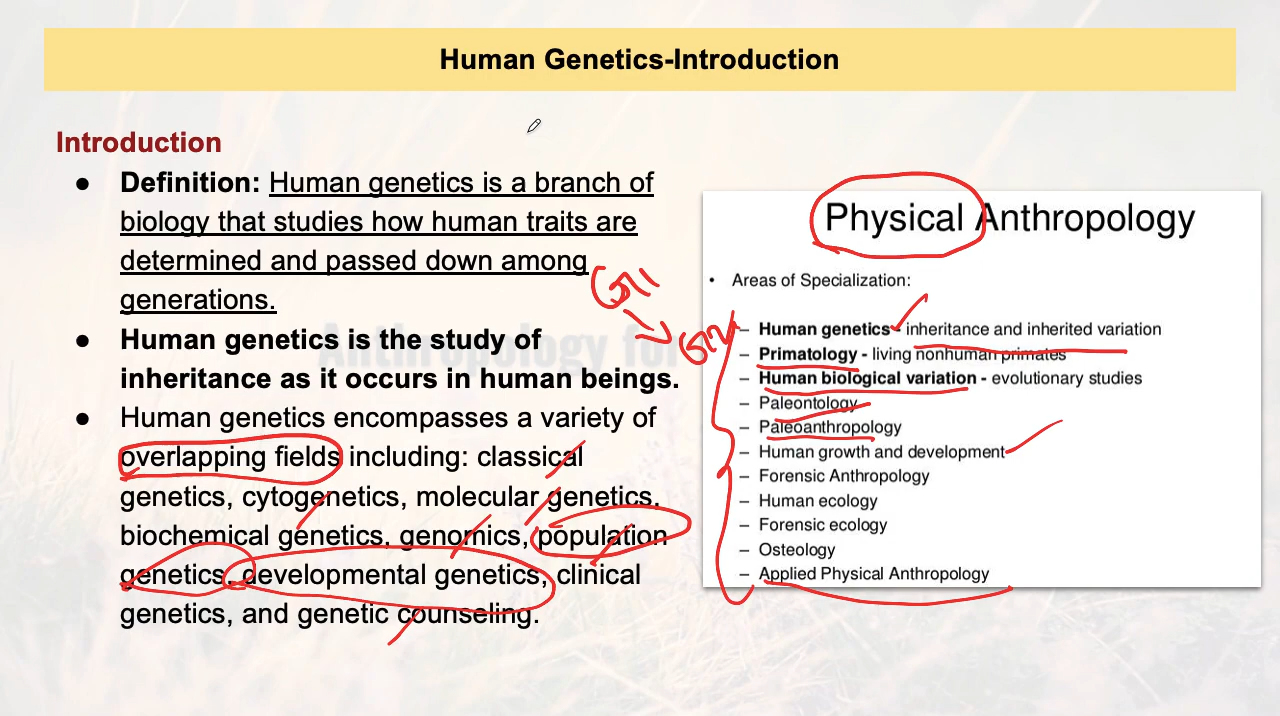 Human Genetics-Introduction
Introduction
● Definition: Human genetics is a branch of
biology that studies how human traits are
determined and passed down among
generations.
● Human genetics is the study of
inheritance as it occurs in human beings.
● Human genetics encompasses a variety of
overlapping fields including: classical
genetics, cytogenetics, molecular genetics,
biochemical genetics, genomics, population
genetics, developmental genetics, clinical
genetics, and genetic counseling.
Anthropology for
Physical Anthropology
• Areas of Specialization:
– Human genetics - inheritance and inherited variation
– Primatology - living nonhuman primates
– Human biological variation - evolutionary studies
– Paleontology
– Paleoanthropology
– Human growth and development
– Forensic Anthropology
– Human ecology
– Forensic ecology
– Osteology
– Applied Physical Anthropology